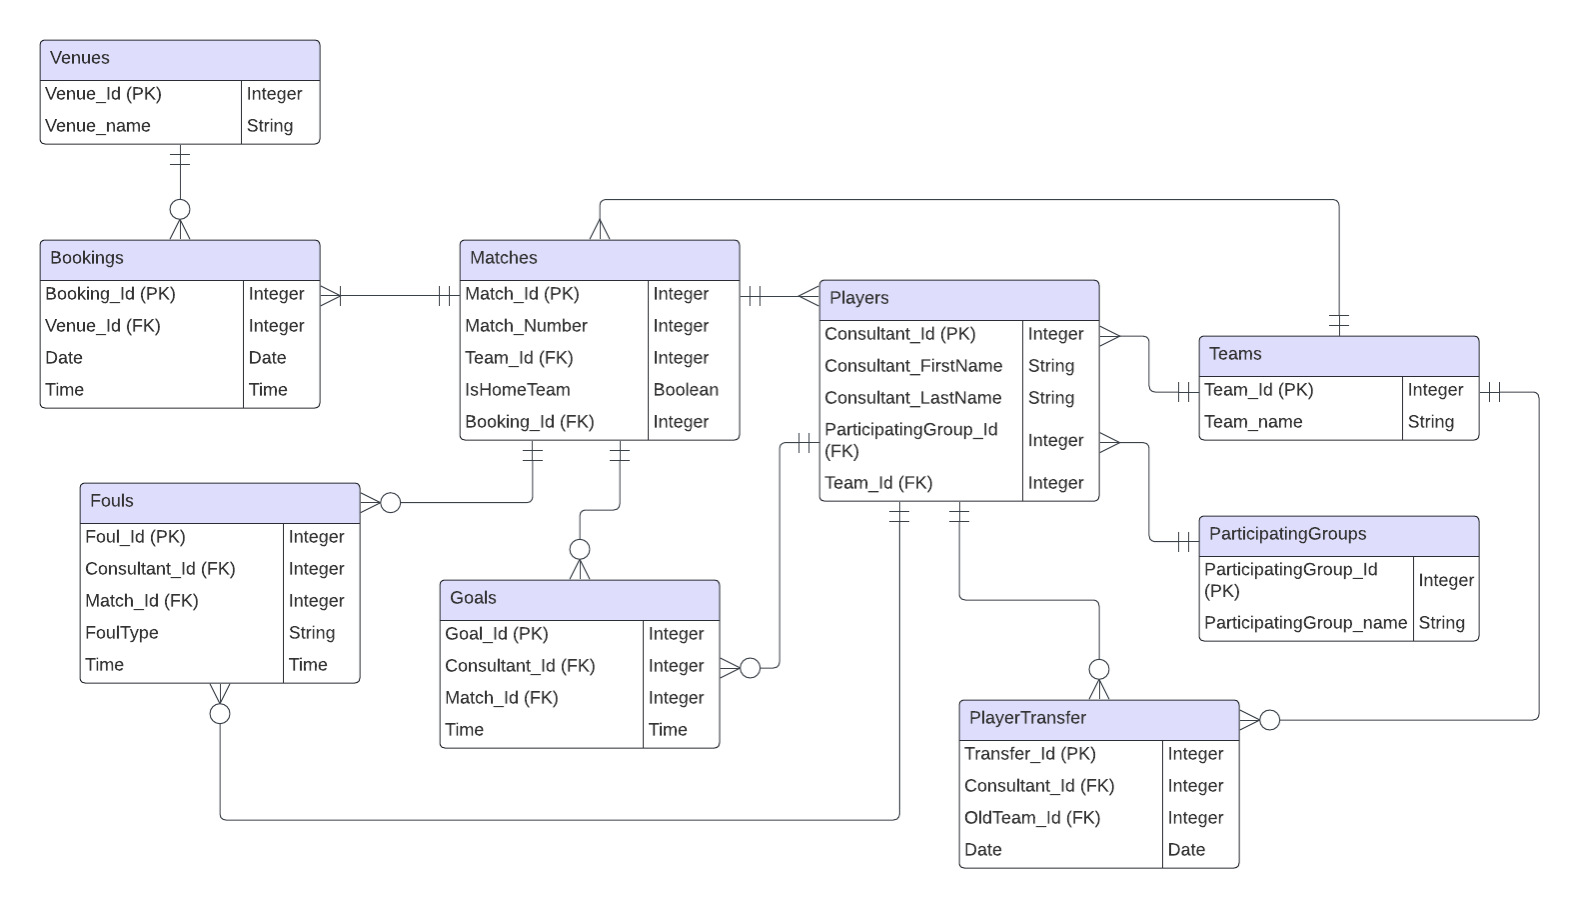 Venues
Venue_Id (PK) Integer
Venue_name String
Bookings
Booking_Id (PK) Integer
Venue_Id (FK) Integer
Date Date
Time Time
Matches
Match_Id (PK) Integer
Match_Number Integer
Team_Id (FK) Integer
IsHomeTeam Boolean
Booking_Id (FK) Integer
Players
Consultant_Id (PK) Integer
Consultant_FirstName String
Consultant_LastName String
ParticipatingGroup_Id
(FK) Integer
Team_Id (FK) Integer
Teams
Team_Id (PK) Integer
Team_name String
Fouls
Foul_Id (PK) Integer
Consultant_Id (FK) Integer
Match_Id (FK) Integer
FoulType String
Time Time
Goals
Goal_Id (PK) Integer
Consultant_Id (FK) Integer
Match_Id (FK) Integer
Time Time
ParticipatingGroups
ParticipatingGroup_Id
(PK) Integer
ParticipatingGroup_name String
PlayerTransfer
Transfer_Id (PK) Integer
Consultant_Id (FK) Integer
OldTeam_Id (FK) Integer
Date Date